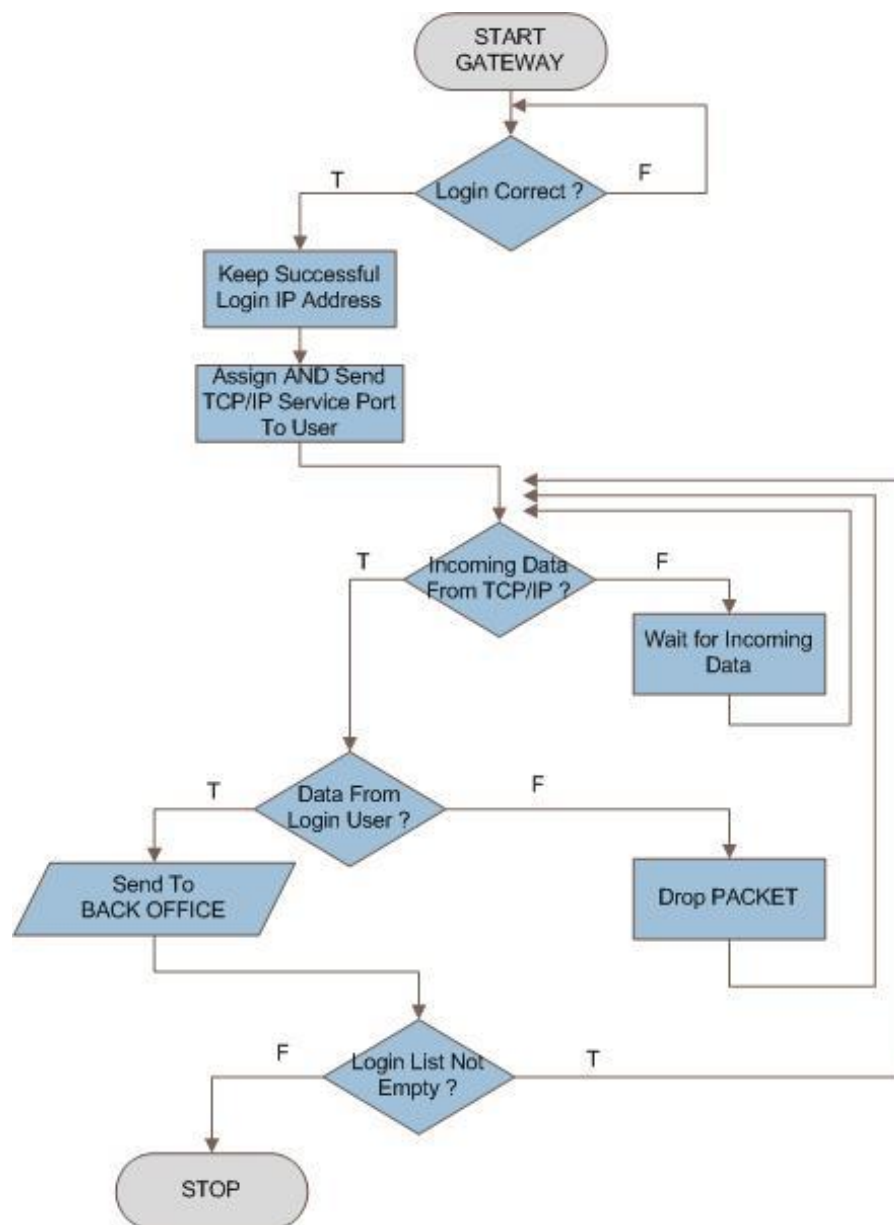 START
GATEWAY
Login Correct ?
T
F
Keep Successful
Login IP Address
Assign AND Send
TCP/IP Service Port
To User
Incoming Data
From TCP/IP ?
T
F
Wait for Incoming
Data
Data From
Login User ?
T
F
Send To
BACK OFFICE
Drop PACKET
Login List Not
Empty ?
F
T
STOP